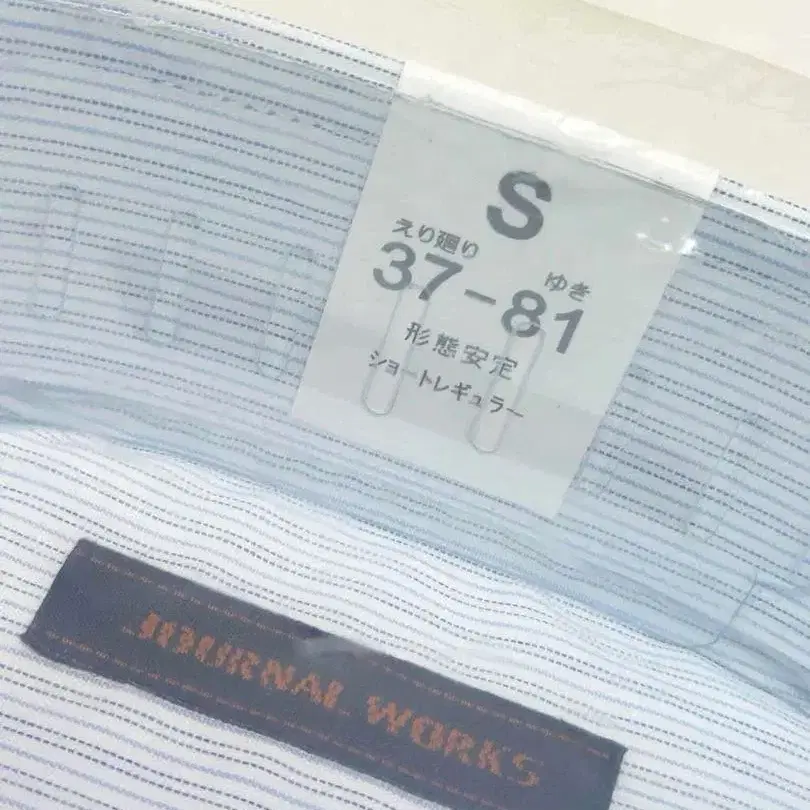 S
えり廻り ゆき
37-81
形態安定
ショートレギュラー
JOURNAL WORKS